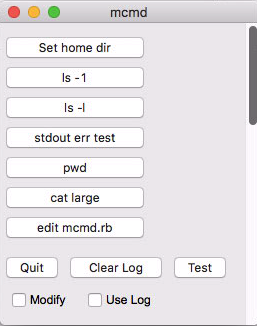 mcmd
Set home dir
ls -1
ls -l
stdout err test
pwd
cat large
edit mcmd.rb
Quit Clear Log Test
Modify Use Log